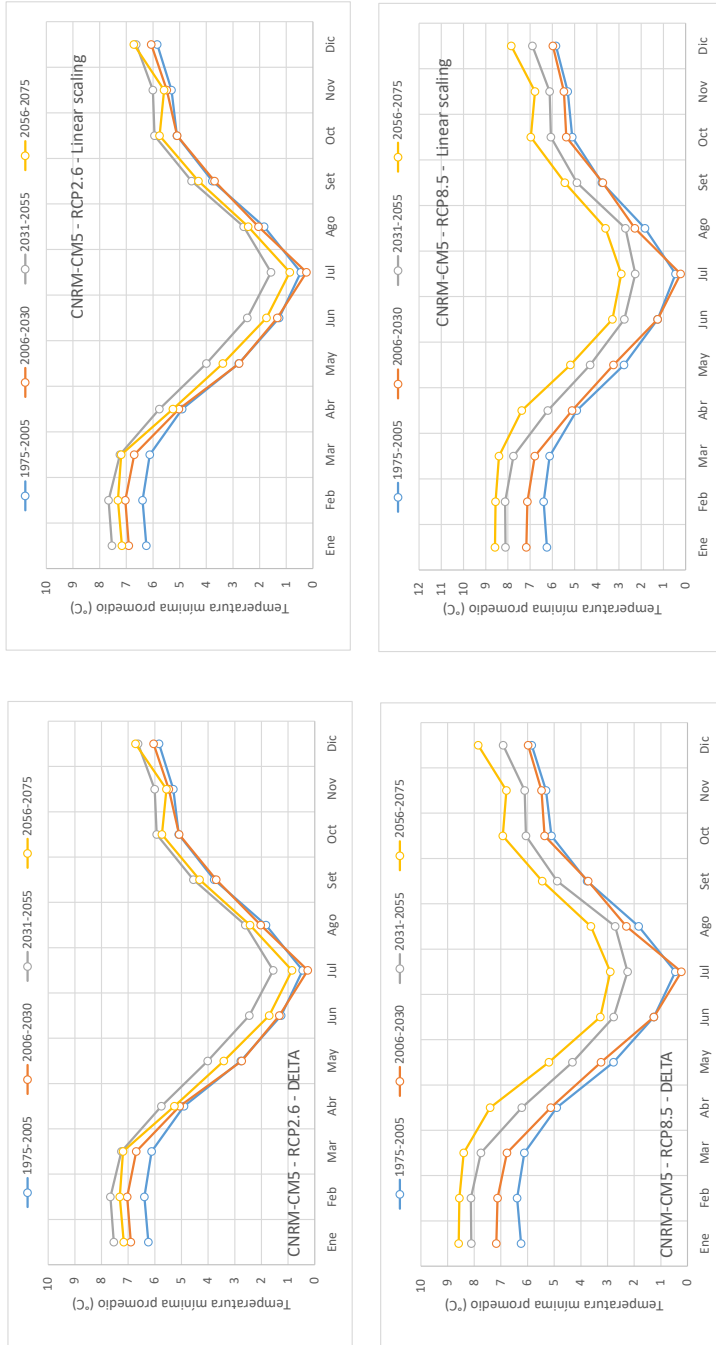 1975-2005 2006-2030 2031-2055 2056-2075
Temperatura mínima promedio (°C)
10
9
8
7
6
5
4
3
2
1
0
CNRM-CM5 - RCP2.6 - DELTA
Ene Feb Mar Abr May Jun Jul Ago Set Oct Nov Dic
1975-2005 2006-2030 2031-2055 2056-2075
CNRM-CM5 - RCP2.6 - Linear scaling
Temperatura mínima promedio (°C)
10
9
8
7
6
5
4
3
2
1
0
Ene Feb Mar Abr May Jun Jul Ago Set Oct Nov Dic
1975-2005 2006-2030 2031-2055 2056-2075
Temperatura mínima promedio (°C)
10
9
8
7
6
5
4
3
2
1
0
CNRM-CM5 - RCP8.5 - DELTA
Ene Feb Mar Abr May Jun Jul Ago Set Oct Nov Dic
1975-2005 2006-2030 2031-2055 2056-2075
CNRM-CM5 - RCP8.5 - Linear scaling
Temperatura mínima promedio (°C)
12
11
10
9
8
7
6
5
4
3
2
1
0
Ene Feb Mar Abr May Jun Jul Ago Set Oct Nov Dic